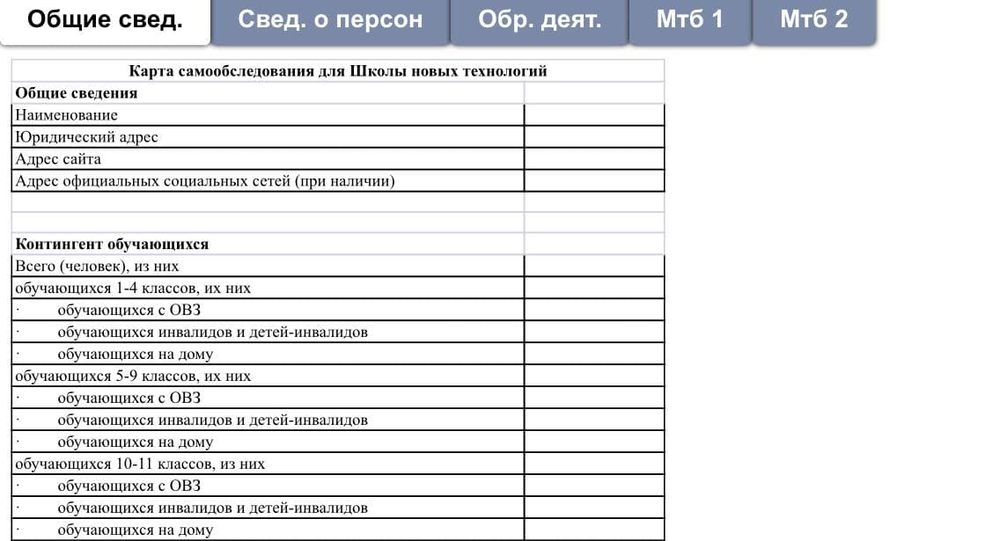 Общие свед. Свед. о персон Обр. деят. Мтб 1 Мтб 2
Карта самообследования для Школы новых технологий
Общие сведения
Наименование
Юридический адрес
Адрес сайта
Адрес официальных социальных сетей (при наличии)
Контингент обучающихся
Всего (человек), из них
обучающихся 1-4 классов, их них
· обучающихся с ОВЗ
· обучающихся инвалидов и детей-инвалидов
· обучающихся на дому
обучающихся 5-9 классов, их них
· обучающихся с ОВЗ
· обучающихся инвалидов и детей-инвалидов
· обучающихся на дому
обучающихся 10-11 классов, из них
· обучающихся с ОВЗ
· обучающихся инвалидов и детей-инвалидов
· обучающихся на дому